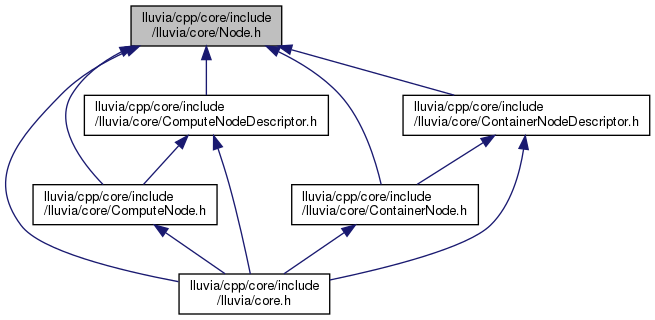 lluvia/cpp/core/include
/lluvia/core/Node.h
lluvia/cpp/core/include
/lluvia/core/ComputeNodeDescriptor.h
lluvia/cpp/core/include
/lluvia/core/ContainerNodeDescriptor.h
lluvia/cpp/core/include
/lluvia/core/ComputeNode.h
lluvia/cpp/core/include
/lluvia/core/ContainerNode.h
lluvia/cpp/core/include
/lluvia/core.h